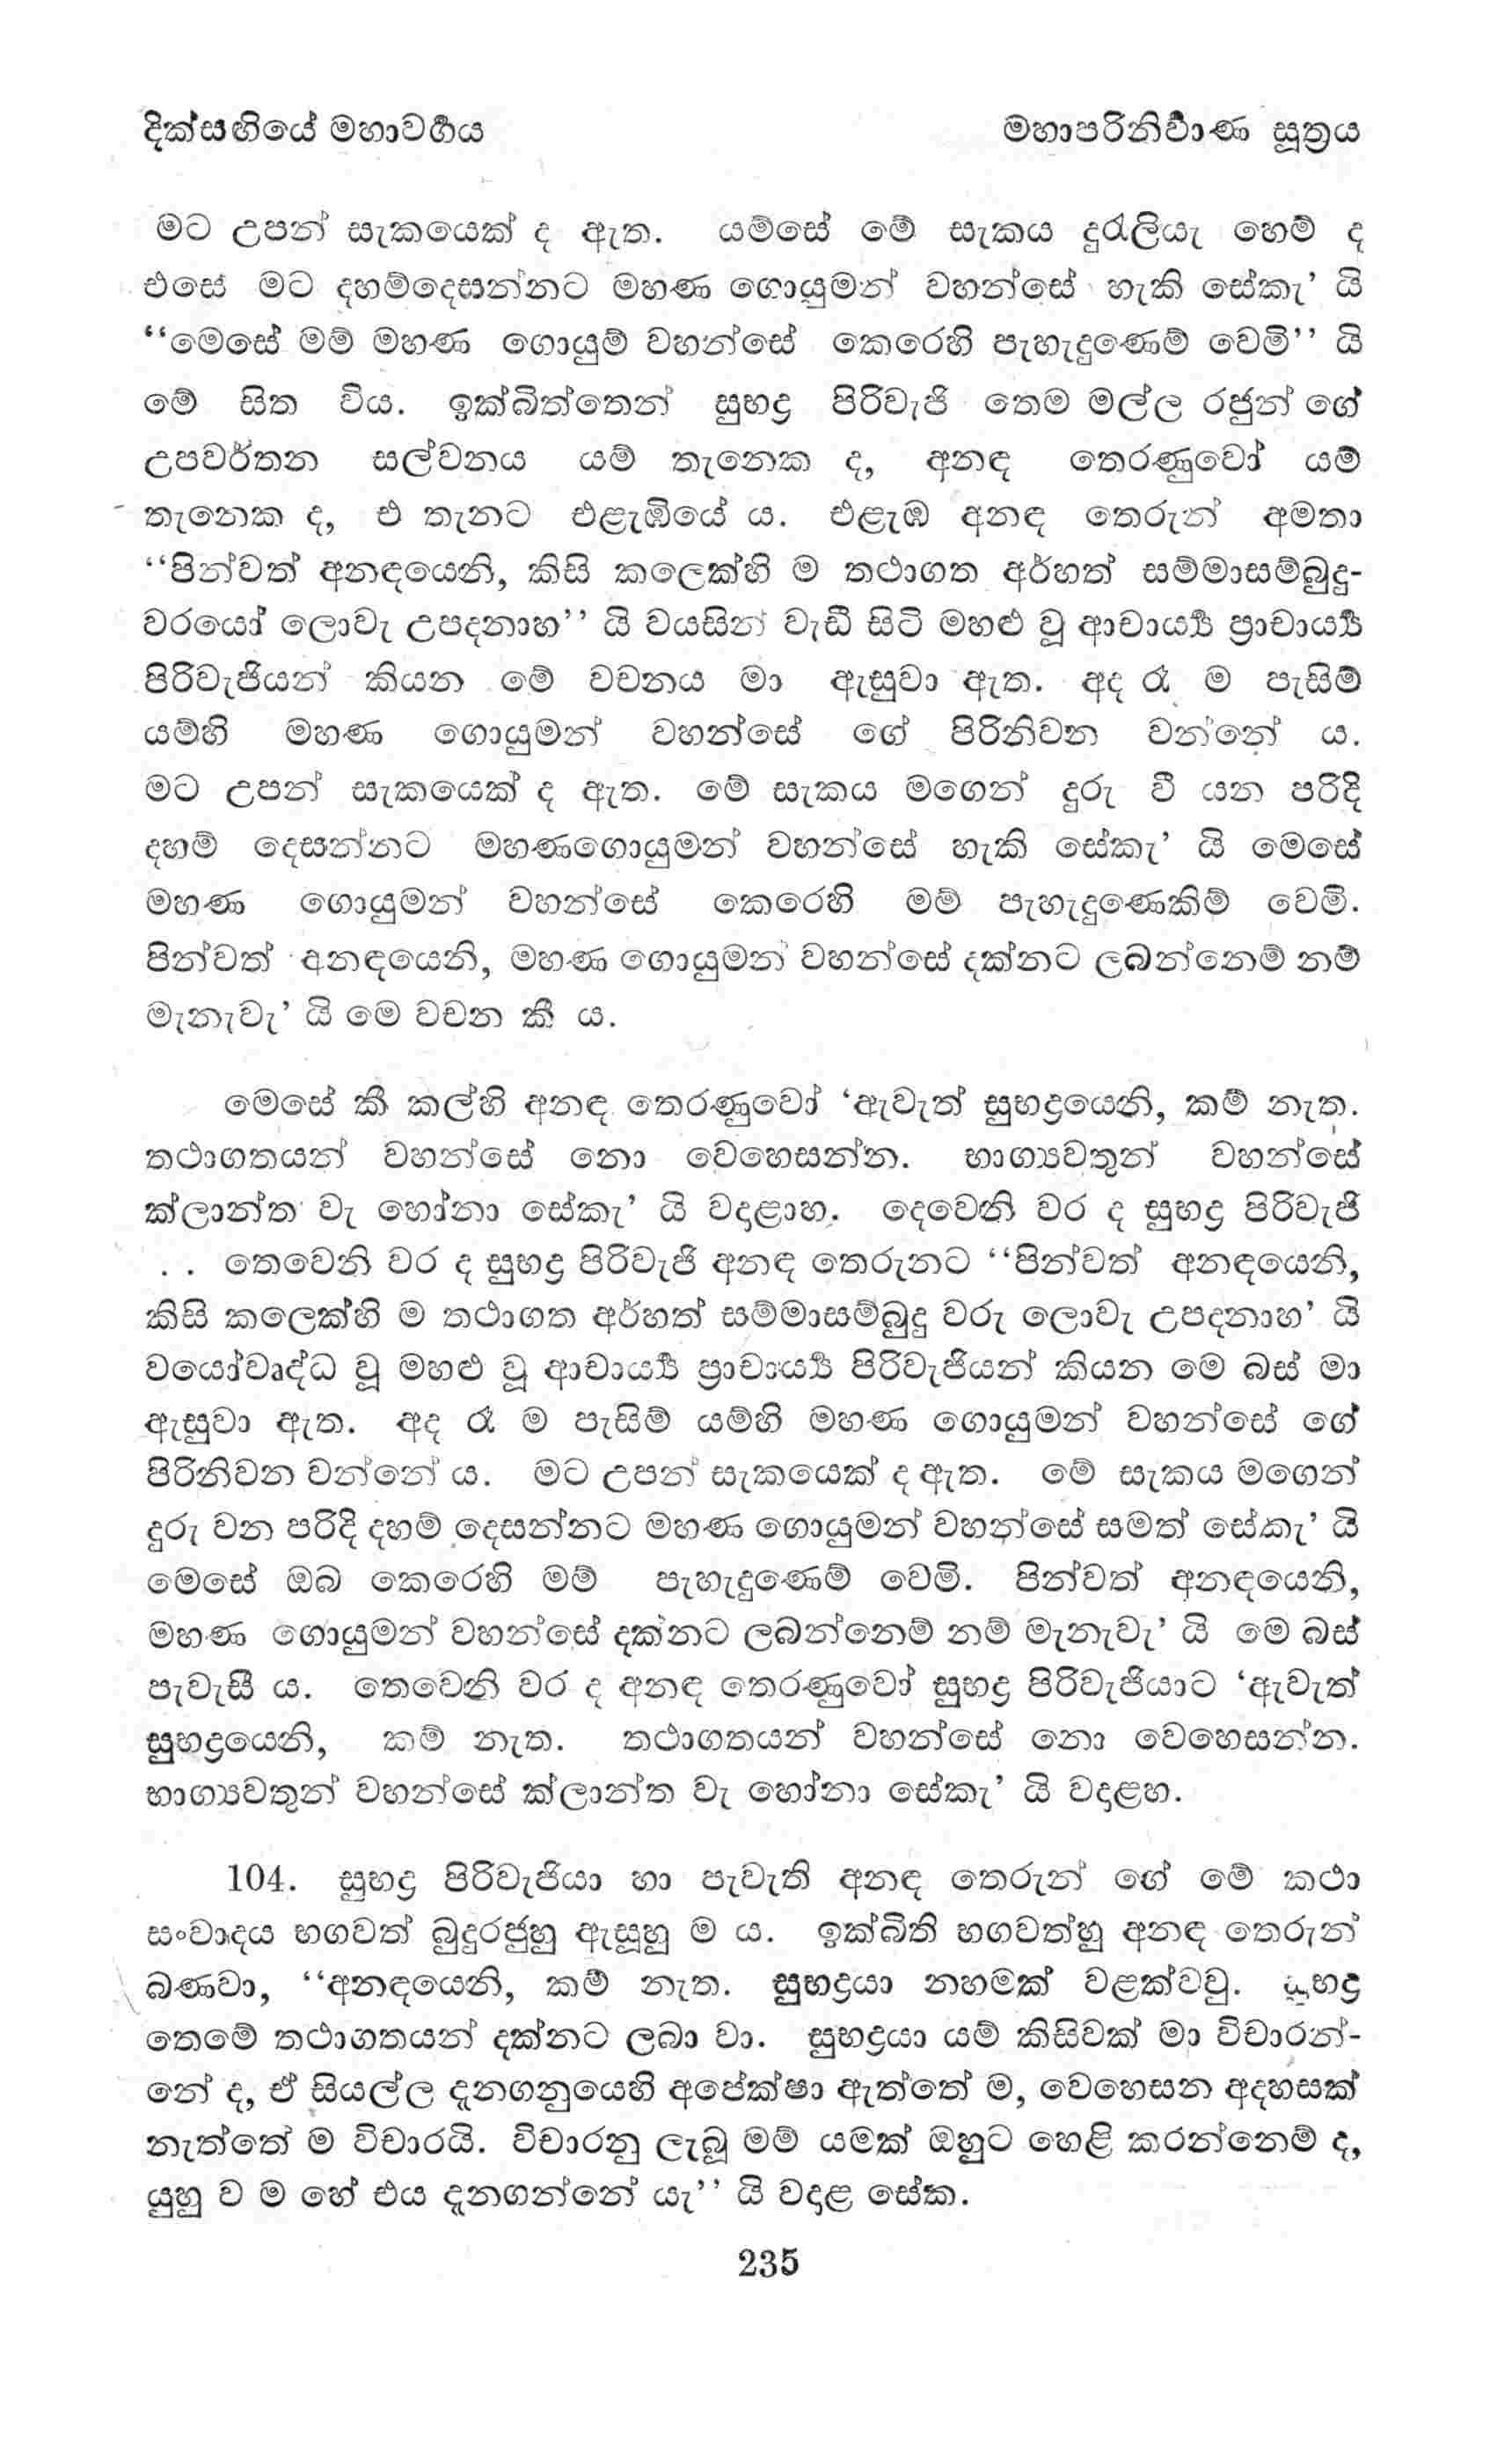 දික්සඟියේ මහාවර්‍ගය
මහාපරිනිර්‍වාණ සූත්‍රය
මට උපන් සැකයෙක් ද ඇත. යම්සේ මේ සැකය දුරැලියැ හෙම් ද
එසේ මට දහම්දෙසන්නට මහණ ගොයුමන් වහන්සේ හැකි සේකැ’ යි
“මෙසේ මම් මහණ ගොයුම් වහන්සේ කෙරෙහි පැහැදුණෙම් වෙමි” යි
මේ සිත විය. ඉක්බිත්තෙන් සුභද්‍ර පිරිවැජි තෙම මල්ල රජුන් ගේ
උපවර්තන සල්වනය යම් තැනෙක ද, අනඳ තෙරණුවෝ යම්
තැනෙක ද, එ තැනට එළැඹියේ ය. එළැඹ අනඳ තෙරුන් අමතා
“පින්වත් අනඳයෙනි, කිසි කලෙක්හි ම තථාගත අර්හත් සම්මාසම්බුදු-
වරයෝ ලොවැ උපදනාහ” යි වයසින් වැඩී සිටි මහළු වූ ආචාර්‍ය්‍ය ප්‍රාචාර්‍ය්‍ය
පිරිවැජියන් කියන මේ වචනය මා ඇසුවා ඇත. අද රෑ ම පැසිම්
යම්හි මහණ ගොයුමන් වහන්සේ ගේ පිරිනිවන වන්නේ ය.
මට උපන් සැකයෙක් ද ඇත. මේ සැකය මගෙන් දුරු වී යන පරිදි
දහම් දෙසන්නට මහණගොයුමන් වහන්සේ හැකි සේකැ’ යි මෙසේ
මහණ ගොයුමන් වහන්සේ කෙරෙහි මම් පැහැදුණෙකිම් වෙමි.
පින්වත් අනඳයෙනි, මහණ ගොයුමන් වහන්සේ දක්නට ලබන්නෙම් නම්
මැනැවැ’ යි මෙ වචන කී ය.
මෙසේ කී කල්හි අනඳ තෙරණුවෝ ‘ඇවැත් සුභද්‍රයෙනි, කම් නැත.
තථාගතයන් වහන්සේ නො වෙහෙසන්න. භාග්‍යවතුන් වහන්සේ
ක්ලාන්ත වැ හෝනා සේකැ’ යි වදාළාහ. දෙවෙනි වර ද සුභද්‍ර පිරිවැජි
. . තෙවෙනි වර ද සුභද්‍ර පිරිවැජි අනඳ තෙරුනට “පින්වත් අනඳයෙනි,
කිසි කලෙක්හි ම තථාගත අර්හත් සම්මාසම්බුදු වරු ලොවැ උපදනාහ’ යි
වයෝවෘද්ධ වූ මහළු වූ ආචාර්‍ය්‍ය ප්‍රාචාර්‍ය්‍ය පිරිවැජියන් කියන මෙ බස් මා
ඇසුවා ඇත. අද රෑ ම පැසිම් යම්හි මහණ ගොයුමන් වහන්සේ ගේ
පිරිනිවන වන්නේ ය. මට උපන් සැකයෙක් ද ඇත. මේ සැකය මගෙන්
දුරු වන පරිදි දහම් දෙසන්නට මහණ ගොයුමන් වහන්සේ සමත් සේකැ’ යි
මෙසේ ඔබ කෙරෙහි මම් පැහැදුණෙම් වෙමි. පින්වත් අනඳයෙනි,
මහණ ගොයුමන් වහන්සේ දක්නට ලබන්නෙම් නම් මැනැවැ’ යි මෙ බස්
පැවැසී ය. තෙවෙනි වර ද අනඳ තෙරණුවෝ සුභද්‍ර පිරිවැජියාට ‘ඇවැත්
සුභද්‍රයෙනි, කම් නැත. තථාගතයන් වහන්සේ නො වෙහෙසන්න.
භාග්‍යවතුන් වහන්සේ ක්ලාන්ත වැ හෝනා සේකැ’ යි වදාළහ.
104. සුභද්‍ර පිරිවැජියා හා පැවැති අනඳ තෙරුන් ගේ මේ කථා
සංවාදය භගවත් බුදුරජුහු ඇසූහු ම ය. ඉක්බිති භගවත්හු අනඳ තෙරුන්
බණවා, “අනඳයෙනි, කම් නැත. සුභද්‍රයා නහමක් වළක්වවු. සුභද්‍ර
තෙමේ තථාගතයන් දක්නට ලබා වා. සුභද්‍රයා යම් කිසිවක් මා විචාරන්-
නේ ද, ඒ සියල්ල දැනගනුයෙහි අපේක්ෂා ඇත්තේ ම, වෙහෙසන අදහසක්
නැත්තේ ම විචාරයි. විචාරනු ලැබූ මම් යමක් ඔහුට හෙළි කරන්නෙම් ද,
යුහු ව ම හේ එය දැනගන්නේ යැ” යි වදාළ සේක.
235